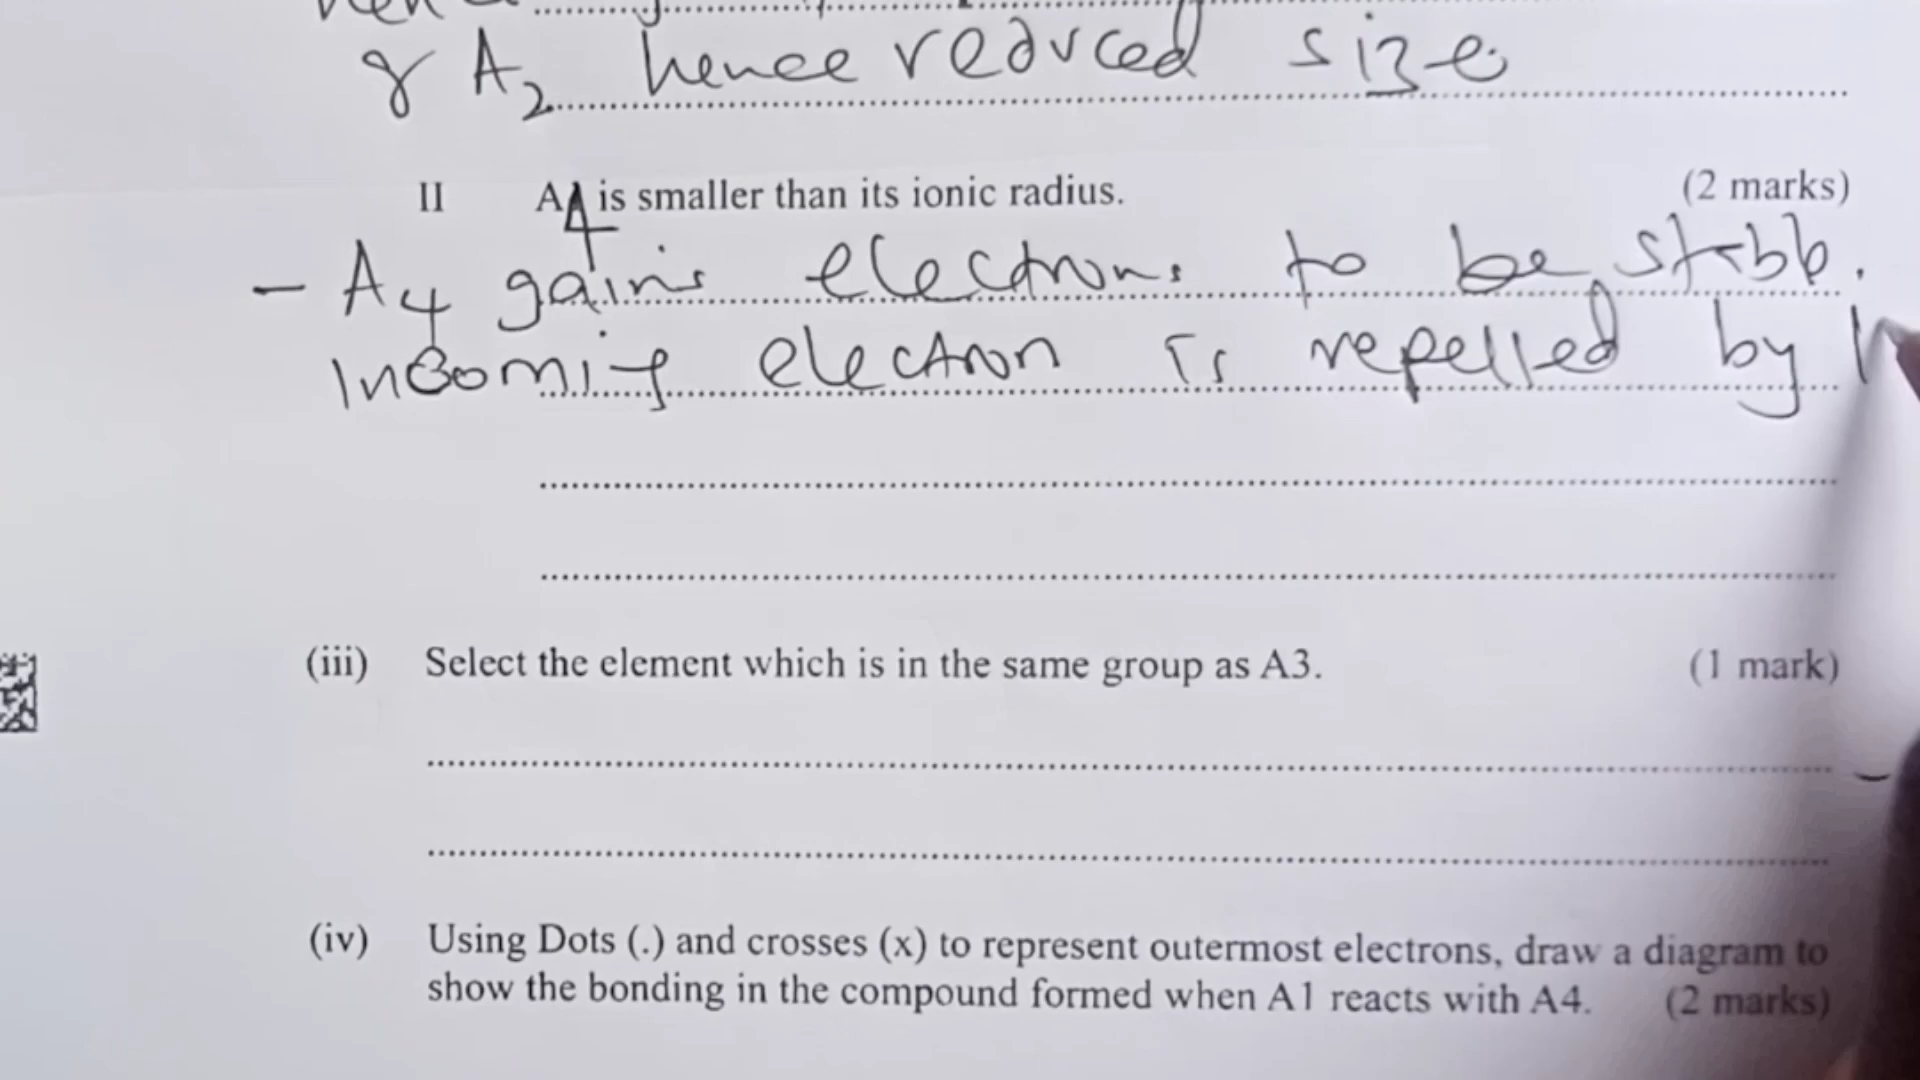 γ A2 hence reduced size
II A4 is smaller than its ionic radius. (2 marks)
- A4 gains electrons to be stable.
Incoming electron is repelled by
(iii) Select the element which is in the same group as A3. (1 mark)
(iv) Using Dots (.) and crosses (x) to represent outermost electrons, draw a diagram to
show the bonding in the compound formed when A1 reacts with A4. (2 marks)